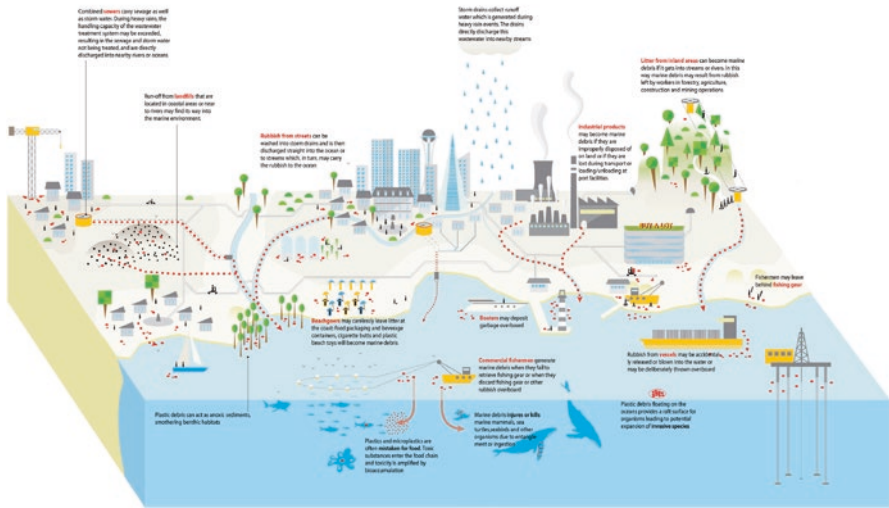 Combined sewers carry sewage as well
as storm water. During heavy rains, the
handling capacity of the wastewater
treatment system may be exceeded,
resulting in the sewage and storm water
not being treated, and are directly
discharged into nearby rivers or oceans
Storm drains collect runoff
water which is generated during
heavy rain events. The drains
directly discharge this
wastewater into nearby streams
Litter from inland areas can become marine
debris if it gets into streams or rivers. In this
way marine debris may result from rubbish
left by workers in forestry, agriculture,
construction and mining operations.
Run-off from landfills that are
located in coastal areas or near
to rivers may find its way into
the marine environment.
Rubbish from streets can be
washed into storm drains and is then
discharged straight into the ocean or
to streams which, in turn, may carry
the rubbish to the ocean
Industrial products
may become marine
debris if they are
improperly disposed of
on land or if they are
lost during transport or
loading/unloading at
port facilities
Fishermen may leave
behind fishing gear
Beachgoers may carelessly leave litter at
the coast: food packaging and beverage
containers, cigarette butts and plastic
beach toys will become marine debris.
Boaters may deposit
garbage overboard
Commercial fishermen generate
marine debris when they fail to
retrieve fishing gear or when they
discard fishing gear or other
rubbish overboard
Rubbish from vessels may be accidental-
ly released or blown into the water or
may be deliberately thrown overboard
Plastic debris can act as anoxic sediments,
smothering benthic habitats
Plastics and microplastics are
often mistaken for food. Toxic
substances enter the food chain
and toxicity is amplified by
bioaccumulation
Marine debris injures or kills
marine mammals, sea
turtles, seabirds and other
organisms due to entangle-
ment or ingestion
Plastic debris floating on the
oceans provides a raft surface for
organisms leading to potential
expansion of invasive species